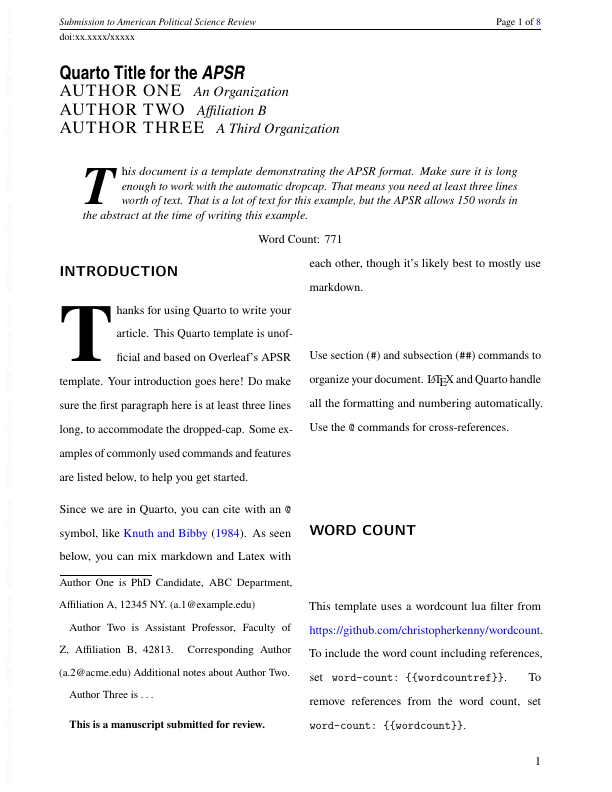 Submission to American Political Science Review
Page 1 of 8
doi:xx.xxxx/xxxxx
Quarto Title for the APSR
AUTHOR ONE An Organization
AUTHOR TWO Affiliation B
AUTHOR THREE A Third Organization
This document is a template demonstrating the APSR format. Make sure it is long
enough to work with the automatic dropcap. That means you need at least three lines
worth of text. That is a lot of text for this example, but the APSR allows 150 words in
the abstract at the time of writing this example.
Word Count: 771
INTRODUCTION
Thanks for using Quarto to write your
article. This Quarto template is unof-
ficial and based on Overleaf's APSR
template. Your introduction goes here! Do make
sure the first paragraph here is at least three lines
long, to accommodate the dropped-cap. Some ex-
amples of commonly used commands and features
are listed below, to help you get started.
Since we are in Quarto, you can cite with an @
symbol, like Knuth and Bibby (1984). As seen
below, you can mix markdown and Latex with
Author One is PhD Candidate, ABC Department,
Affiliation A, 12345 NY. (a.1@example.edu)
Author Two is Assistant Professor, Faculty of
Z, Affiliation B, 42813. Corresponding Author
(a.2@acme.edu) Additional notes about Author Two.
Author Three is . . .
This is a manuscript submitted for review.
each other, though it's likely best to mostly use
markdown.
Use section (#) and subsection (##) commands to
organize your document. LATEX and Quarto handle
all the formatting and numbering automatically.
Use the @ commands for cross-references.
WORD COUNT
This template uses a wordcount lua filter from
https://github.com/christopherkenny/wordcount.
To include the word count including references,
set word-count: {{wordcountref}}. To
remove references from the word count, set
word-count: {{wordcount}}.
1